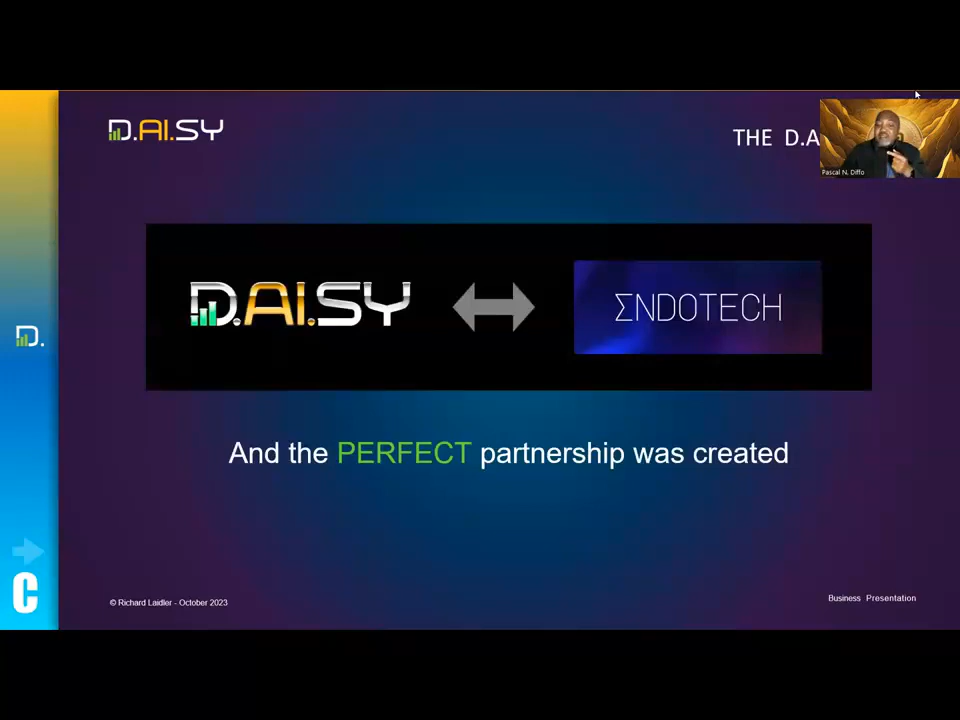 D.AI.SY
THE D.A
Pascal N. Diffo
D.AI.SY
ΣNDOTECH
D.
And the PERFECT partnership was created
C
© Richard Laidler - October 2023
Business Presentation